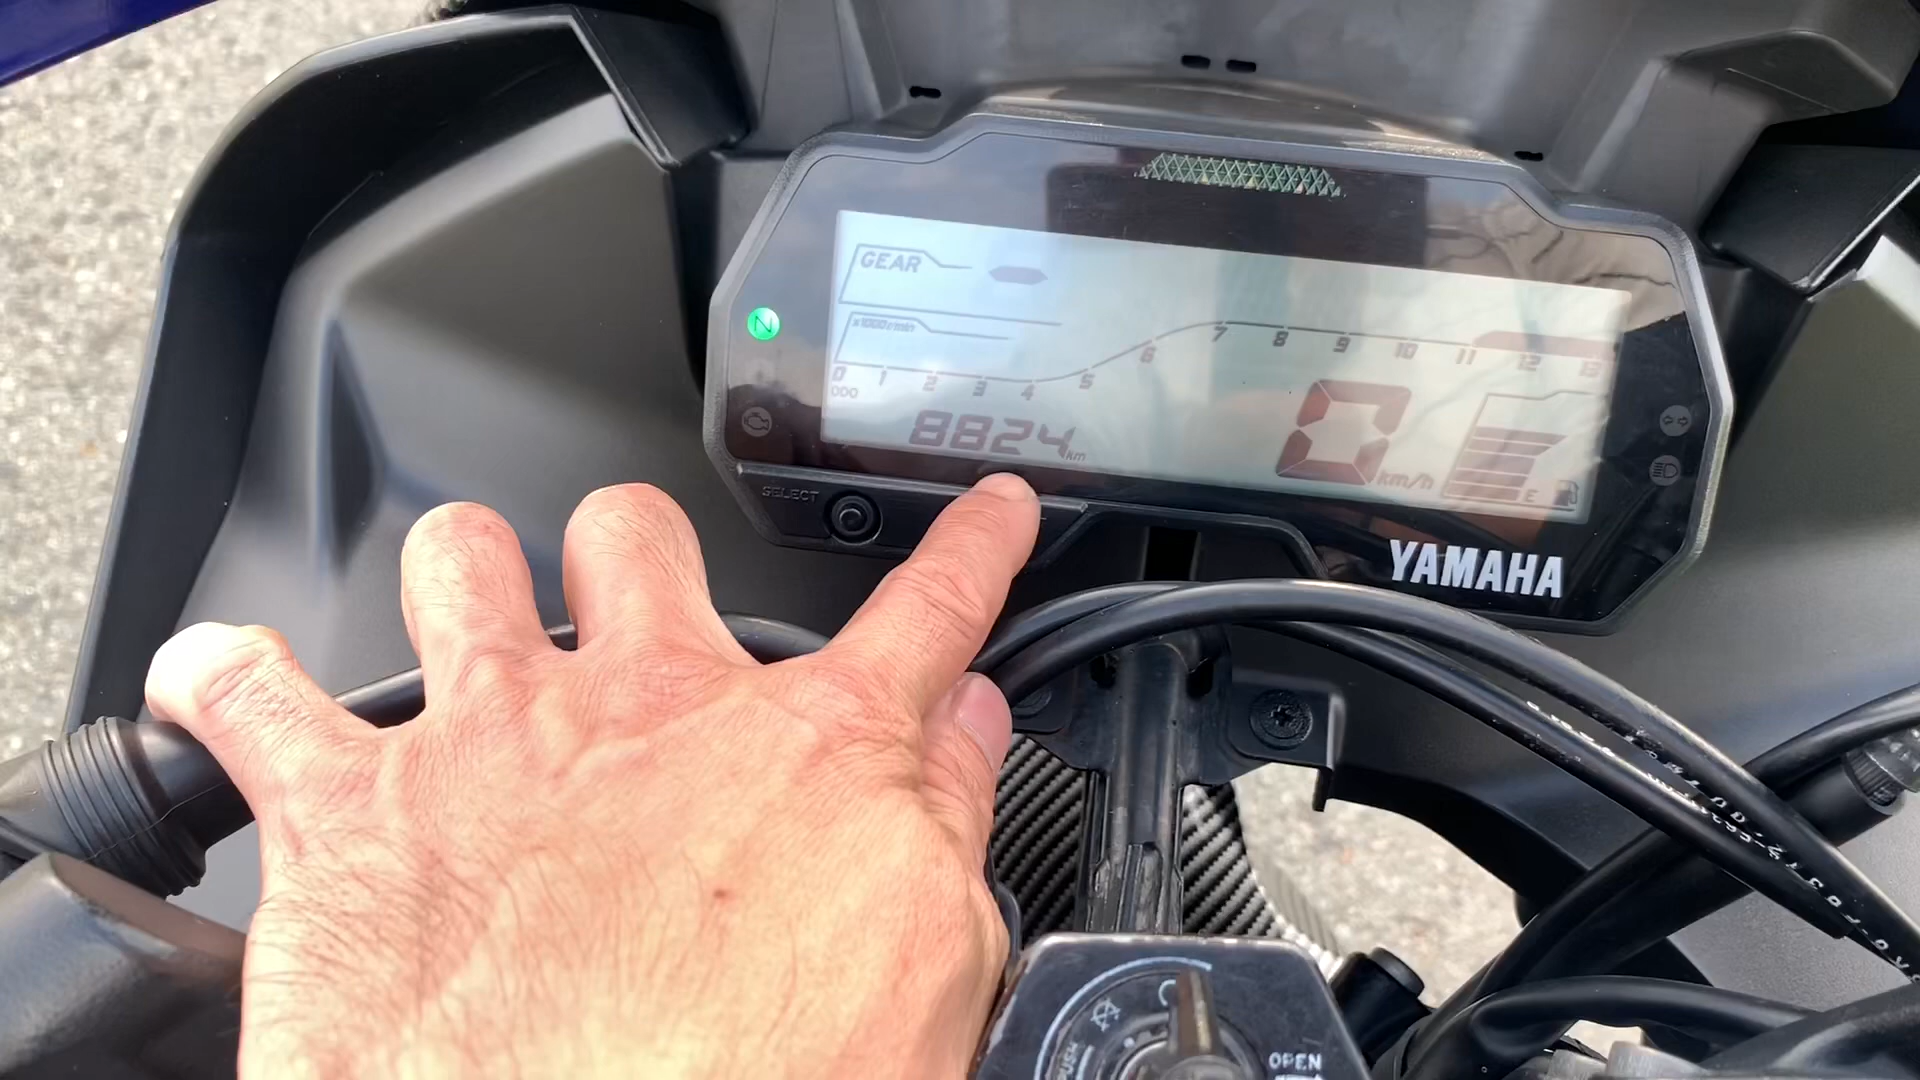 GEAR
N
x1000r/min
0 1 2 3 4 5 6 7 8 9 10 11 12 13
ODO
8824 km
0 km/h
E
SELECT
YAMAHA
PUSH
OPEN